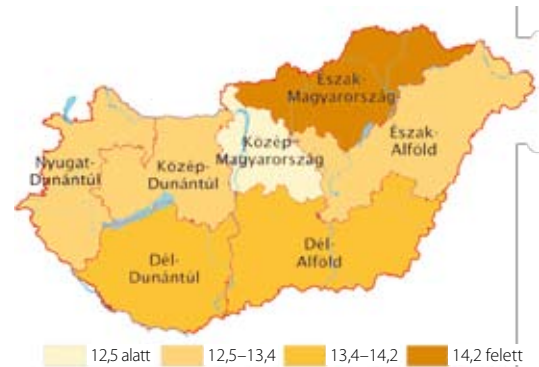 Észak-
Magyarország-
Észak-
Alföld
Közép-
Magyarország
Nyugat-
Dunántúl
Közép-
Dunántúl
Dél-
Dunántúl
Dél-
Alföld
12,5 alatt
12,5–13,4
13,4–14,2
14,2 felett